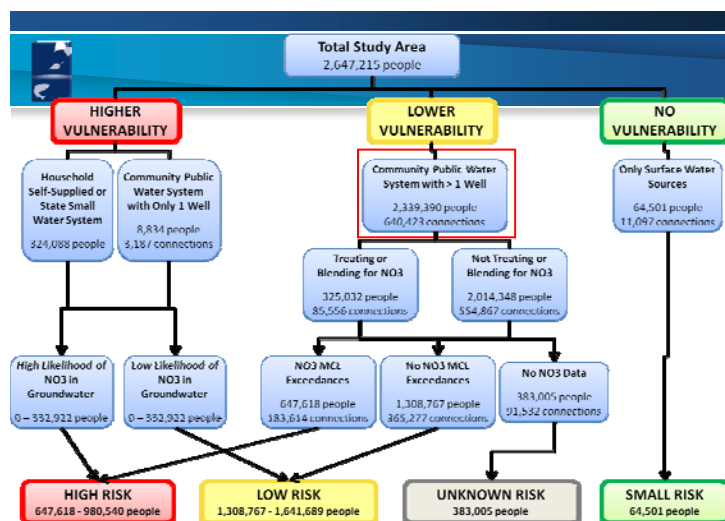 Total Study Area
2,647,215 people
HIGHER
VULNERABILITY
LOWER
VULNERABILITY
NO
VULNERABILITY
Household
Self-Supplied or
State Small
Water System
324,088 people
Community Public
Water System
with Only 1 Well
8,834 people
3,187 connections
Community Public Water
System with > 1 Well
2,339,390 people
640,423 connections
Only Surface Water
Sources
64,501 people
11,097 connections
Treating or
Blending for NO3
325,032 people
85,556 connections
Not Treating or
Blending for NO3
2,014,348 people
554,867 connections
High Likelihood of
NO3 in
Groundwater
0 – 332,922 people
Low Likelihood of
NO3 in
Groundwater
0 – 332,922 people
NO3 MCL
Exceedances
647,618 people
183,614 connections
No NO3 MCL
Exceedances
1,308,767 people
365,277 connections
No NO3 Data
383,005 people
91,532 connections
HIGH RISK
647,618 - 980,540 people
LOW RISK
1,308,767 - 1,641,689 people
UNKNOWN RISK
383,005 people
SMALL RISK
64,501 people